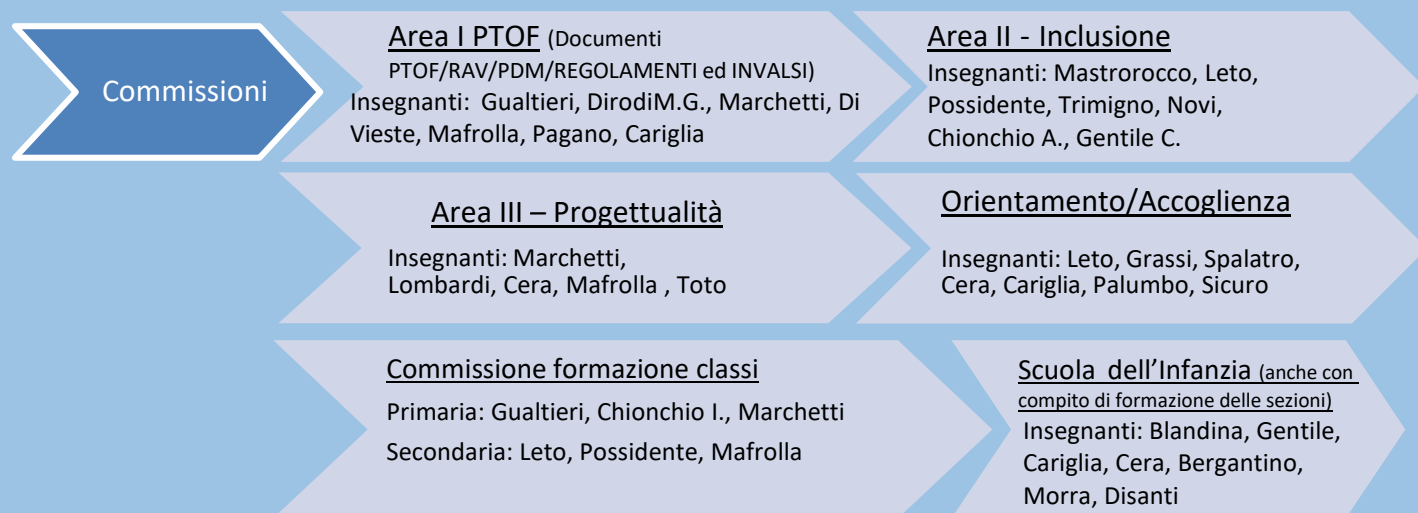 Commissioni
Area I PTOF (Documenti
PTOF/RAV/PDM/REGOLAMENTI ed INVALSI)
Insegnanti: Gualtieri, DirodiM.G., Marchetti, Di
Vieste, Mafrolla, Pagano, Cariglia
Area II - Inclusione
Insegnanti: Mastrorocco, Leto,
Possidente, Trimigno, Novi,
Chionchio A., Gentile C.
Area III – Progettualità
Insegnanti: Marchetti,
Lombardi, Cera, Mafrolla , Toto
Orientamento/Accoglienza
Insegnanti: Leto, Grassi, Spalatro,
Cera, Cariglia, Palumbo, Sicuro
Commissione formazione classi
Primaria: Gualtieri, Chionchio I., Marchetti
Secondaria: Leto, Possidente, Mafrolla
Scuola dell’Infanzia (anche con
compito di formazione delle sezioni)
Insegnanti: Blandina, Gentile,
Cariglia, Cera, Bergantino,
Morra, Disanti